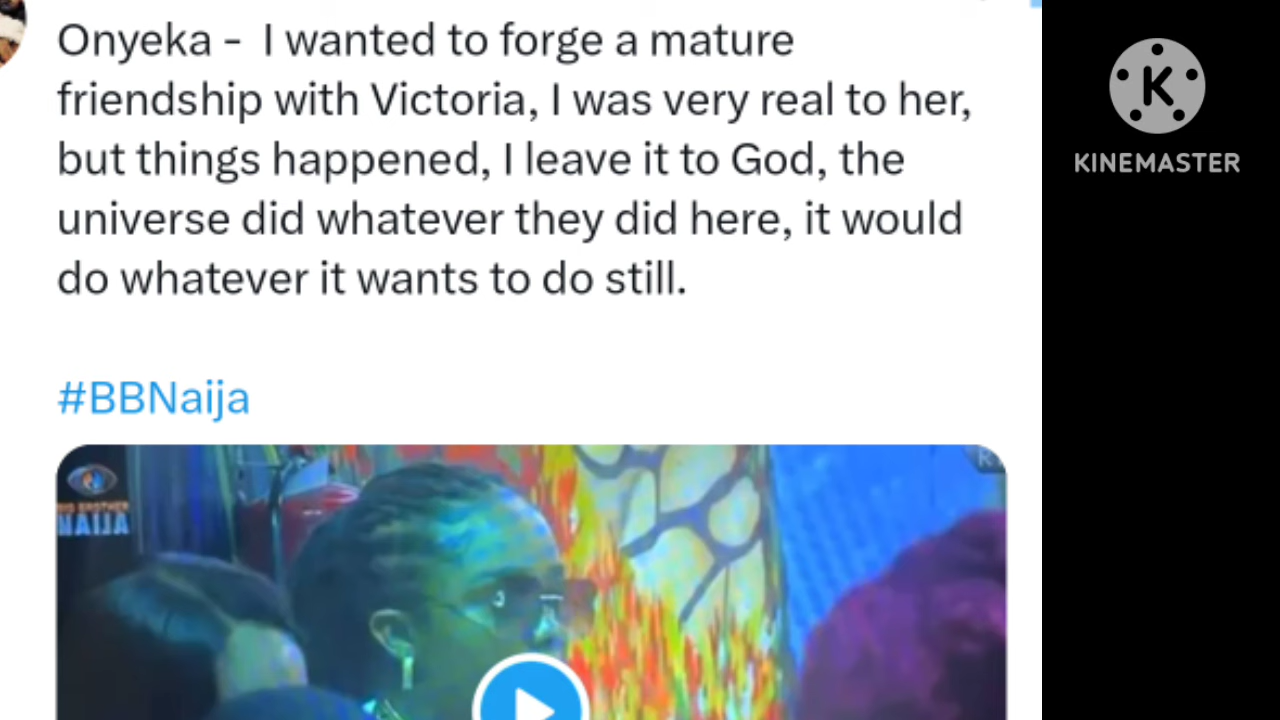 Onyeka - I wanted to forge a mature
friendship with Victoria, I was very real to her,
but things happened, I leave it to God, the
universe did whatever they did here, it would
do whatever it wants to do still.
#BBNaija
BIG BROTHER
NAIJA
K
KINEMASTER